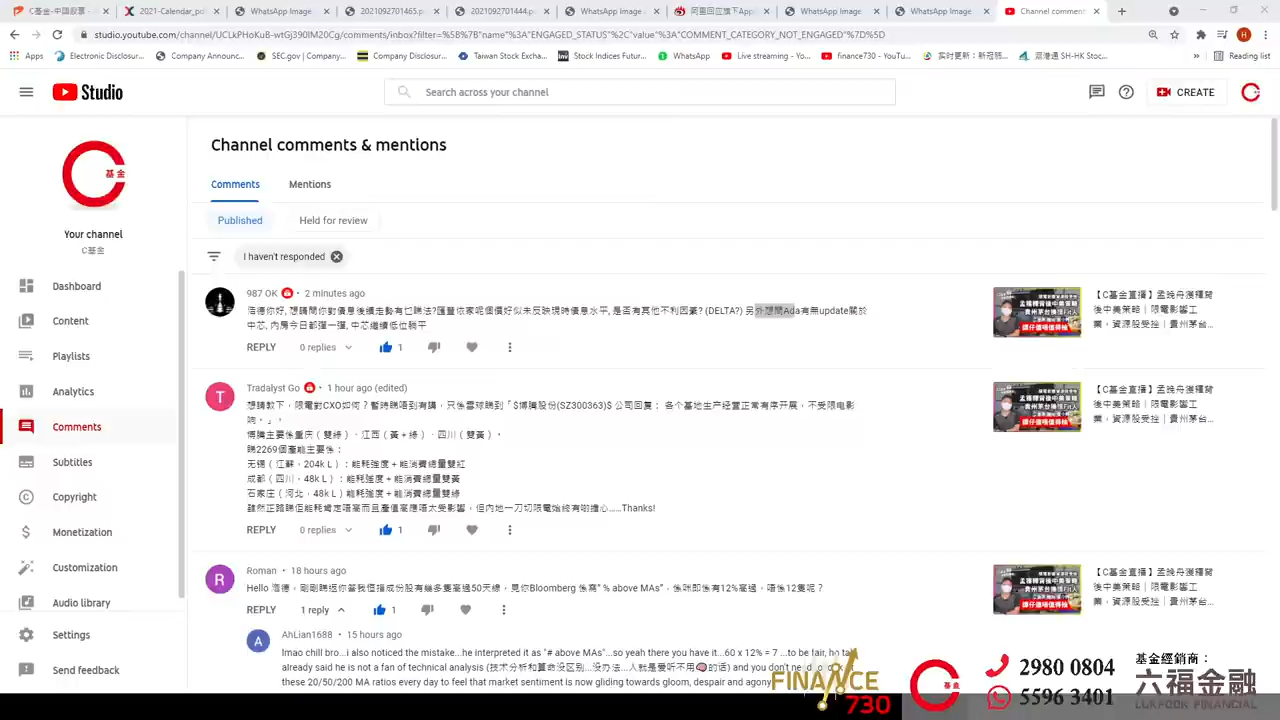 C基金-中國股票
2021-Calendar_pd
WhatsApp Image
2021092701465.p
2021092701444.p
WhatsApp Image
阿里回應旗下App
WhatsApp Image
WhatsApp Image
Channel commen
studio.youtube.com/channel/UCLkPHoKuB-wtGj390IM20Cg/comments/inbox?filter=%5B%7B"name"%3A"ENGAGED_STATUS"%2C"value"%3A"COMMENT_CATEGORY_NOT_ENGAGED"%7D%5D
Apps
Electronic Disclosur...
Company Announc...
SEC.gov | Company...
Company Disclosur...
Taiwan Stock Excha...
Stock Indices Futur...
WhatsApp
Live streaming - Yo...
finance730 - YouTu...
SH-HK Stoc...
Reading list
Studio
Search across your channel
CREATE
基金
Your channel
C基金
Dashboard
Content
Playlists
Analytics
Comments
Subtitles
Copyright
Monetization
Customization
Audio library
Settings
Send feedback
Channel comments & mentions
Comments
Mentions
Published
Held for review
I haven't responded
987 OK • 2 minutes ago
浩德你好, 想請問你對債息後續走勢有乜睇法?匯豐依家呢個價好似未反映現時債息水平, 是否有其他不利因素? (DELTA?) 另外想問Ada有無update關於
中芯, 內房今日都彈一彈, 中芯繼續低位躺平
REPLY
0 replies
1
【C基金直播】孟晚舟漢釋背
後中美策略｜限電影響工
業，資源股受挫｜貴州茅台...
Tradalyst Go • 1 hour ago (edited)
想請教下，限電對CXO如何？暫時睇唔到有講，只係雪球睇到「$博騰股份(SZ300363)$ 公司回复； 各个基地生产经营正常有序开展，不受限电影
响。」，
博騰主要係重庆（雙綠）、江西（黃＋綠）、四川（雙黃），
睇2269個產能主要係：
无锡（江蘇，204k L）：能耗強度＋能消費總量雙紅
成都（四川，48k L）：能耗強度＋能消費總量雙黃
石家庄（河北，48k L）能耗強度＋能消費總量雙綠
雖然正路睇佢能耗肯定唔高而且產值高應唔太受影響，但內地一刀切限電始終有啲擔心......Thanks!
REPLY
0 replies
1
【C基金直播】孟晚舟漢釋背
後中美策略｜限電影響工
業，資源股受挫｜貴州茅台...
Roman • 18 hours ago
Hello 浩德，剛剛睇返你答我恒指成份股有幾多隻高過50天線，見你Bloomberg 係寫" % above MAs"，係咪即係有12%高過，唔係12隻呢？
REPLY
1 reply
1
【C基金直播】孟晚舟漢釋背
後中美策略｜限電影響工
業，資源股受挫｜貴州茅台...
AhLian1688 • 15 hours ago
lmao chill bro...i also noticed the mistake...he interpreted it as "# above MAs"...so yeah there you have it...60 x 12% = 7 ...to be fair, ho ta
already said he is not a fan of technical analysis (技术分析和算命没区别...没办法...人就是爱听不用🧠的话) and you don't need
these 20/50/200 MA ratios every day to feel that market sentiment is now gliding towards gloom, despair and agony
FINANCE
730
基金
2980 0804
5596 3401
基金經銷商：
六福金融
LUKFOOK FINANCIAL